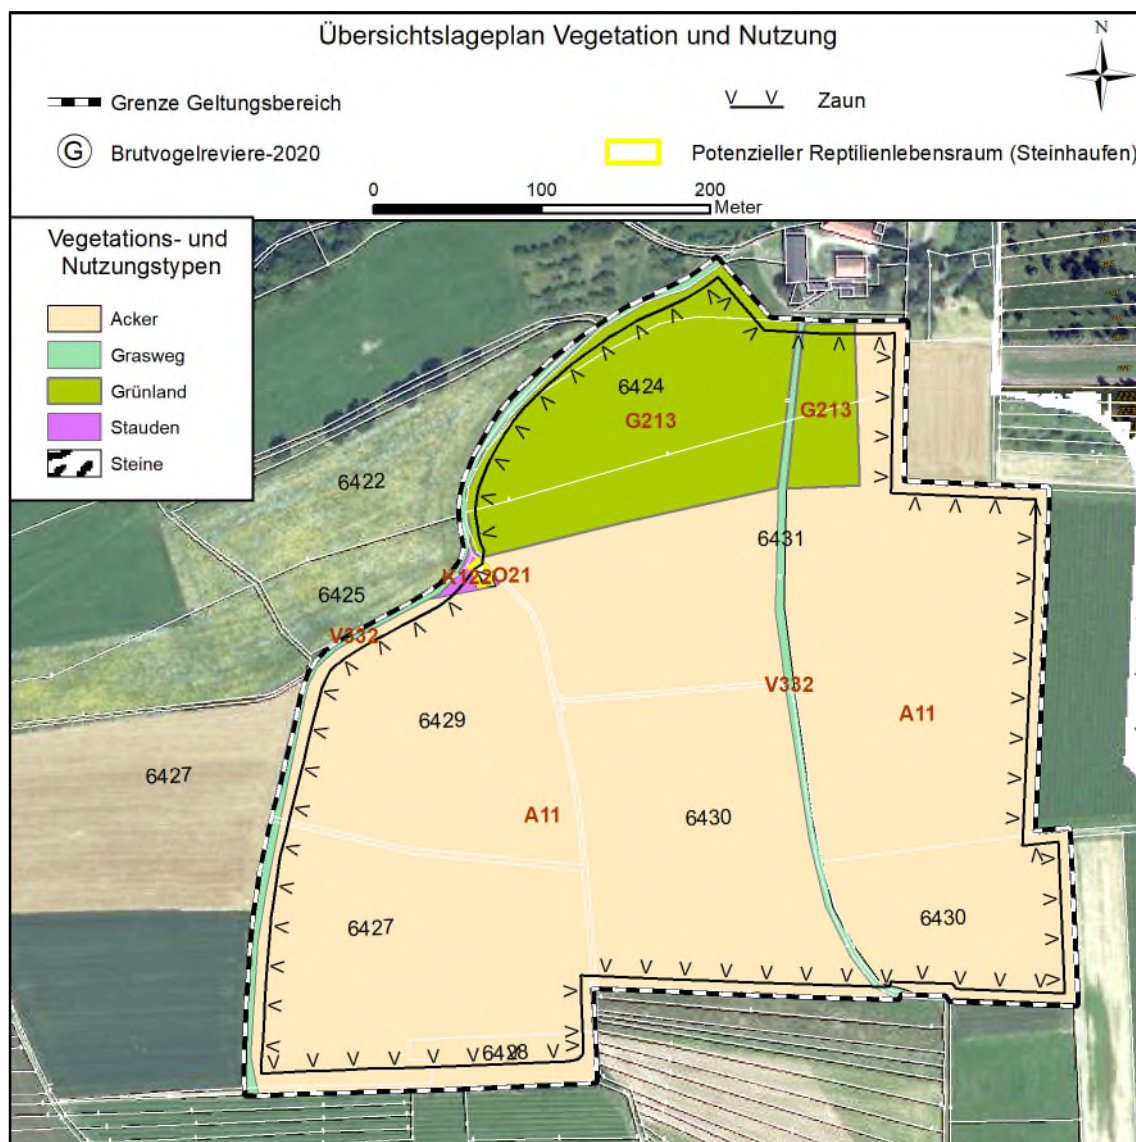 Übersichtslageplan Vegetation und Nutzung
N
Grenze Geltungsbereich
V V Zaun
G Brutvogelreviere-2020
Potenzieller Reptilienlebensraum (Steinhaufen)
0 100 200
Meter
Vegetations- und
Nutzungstypen
Acker
Grasweg
Grünland
Stauden
Steine
6424
G213
G213
6422
6431
K122
O21
6425
V332
V332
A11
6429
6427
A11
6430
6427
6430
6428